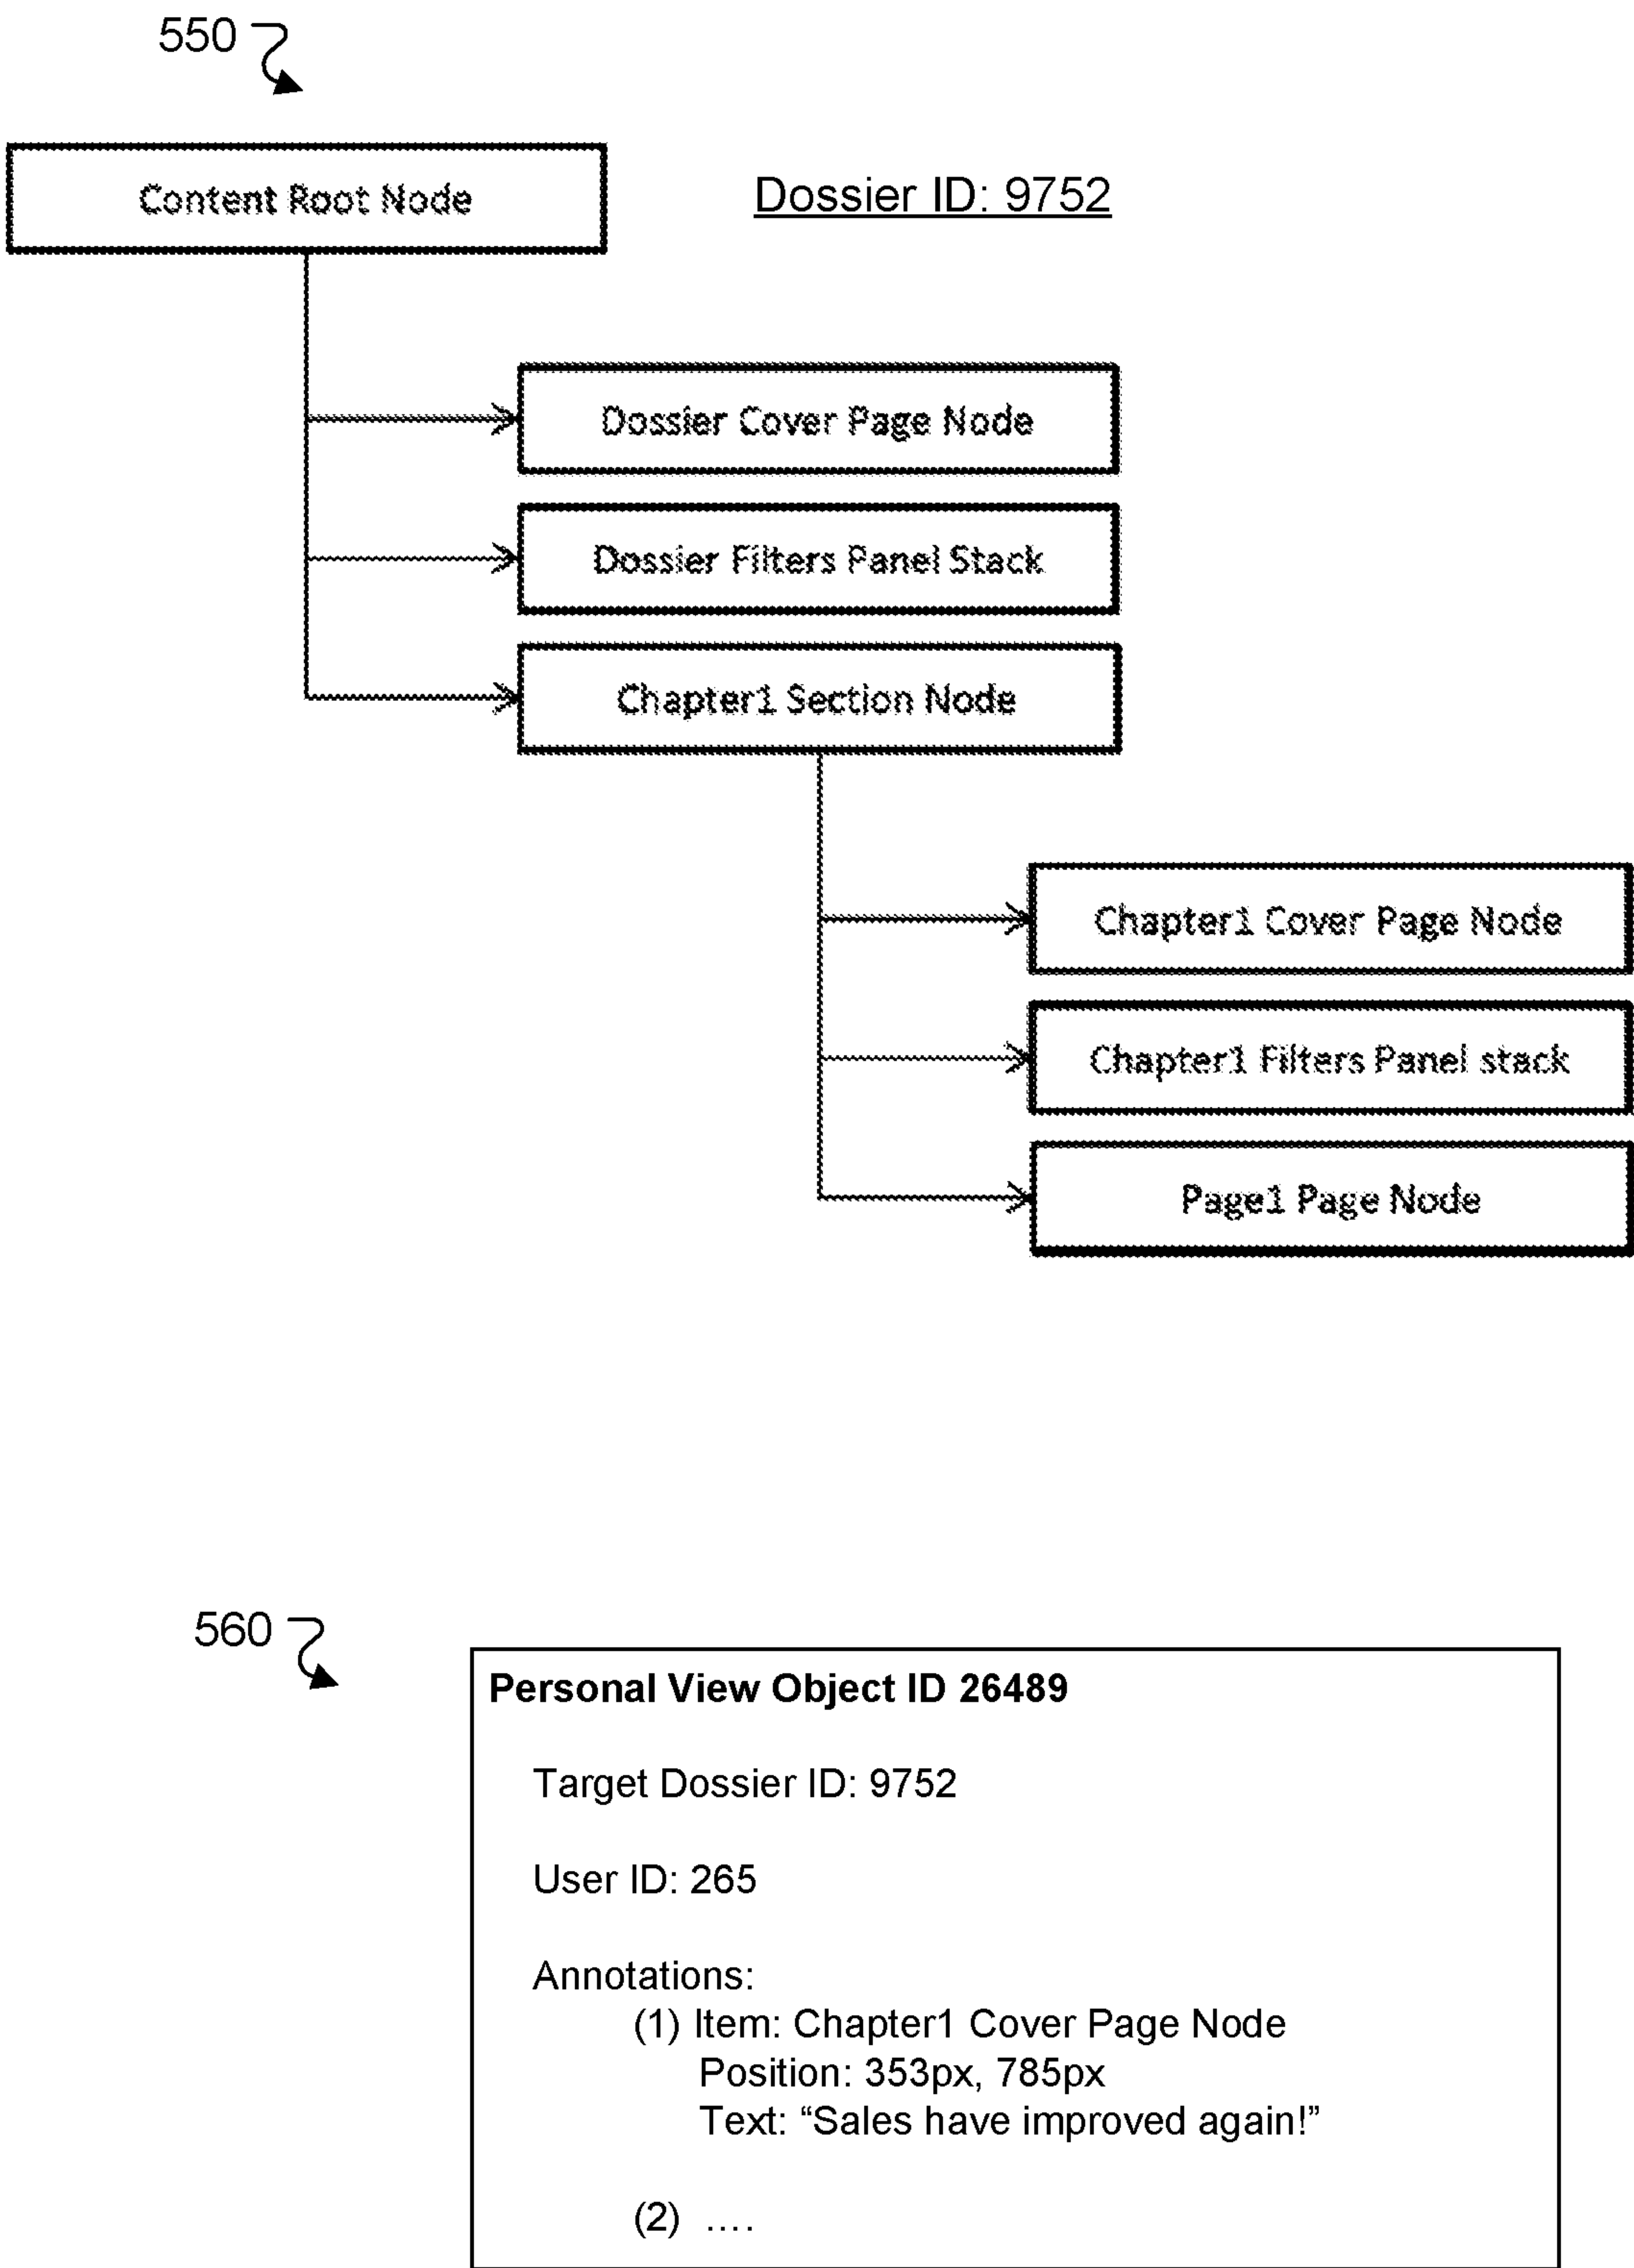 550
Content Root Node
Dossier ID: 9752
Dossier Cover Page Node
Dossier Filters Panel Stack
Chapter1 Section Node
Chapter1 Cover Page Node
Chapter1 Filters Panel stack
Page1 Page Node
560
Personal View Object ID 26489
Target Dossier ID: 9752
User ID: 265
Annotations:
(1) Item: Chapter1 Cover Page Node
Position: 353px, 785px
Text: “Sales have improved again!”
(2) ....